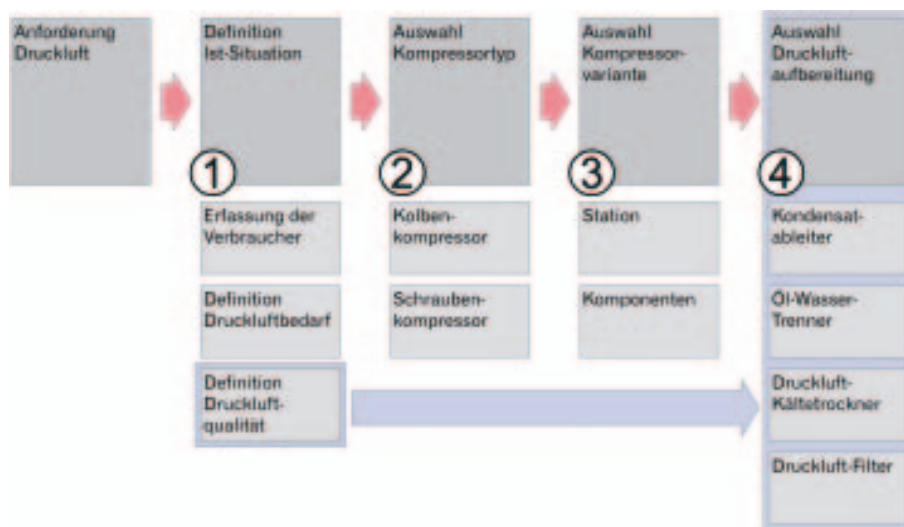 Anforderung
Druckluft
Definition
Ist-Situation
Auswahl
Kompressortyp
Auswahl
Kompressor-
variante
Auswahl
Druckluft-
aufbereitung
1
2
3
4
Erfassung der
Verbraucher
Definition
Druckluftbedarf
Definition
Druckluft-
qualität
Kolben-
kompressor
Schrauben-
kompressor
Station
Komponenten
Kondensat-
ableiter
Öl-Wasser-
Trenner
Druckluft-
Kältetrockner
Druckluft-Filter